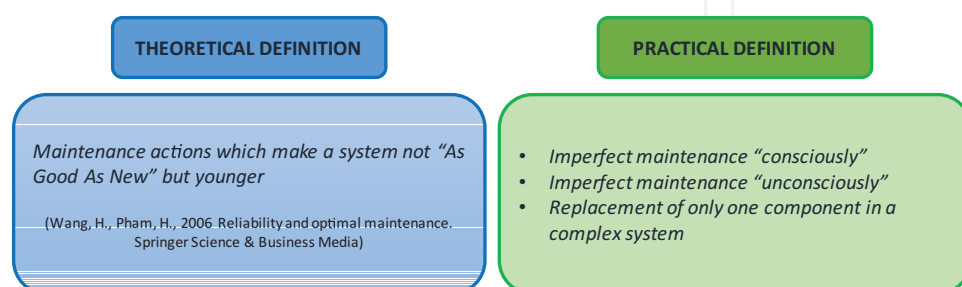 THEORETICAL DEFINITION
Maintenance actions which make a system not “As
Good As New” but younger
(Wang, H., Pham, H., 2006 Reliability and optimal maintenance.
Springer Science & Business Media)
PRACTICAL DEFINITION
• Imperfect maintenance “consciously”
• Imperfect maintenance “unconsciously”
• Replacement of only one component in a
complex system